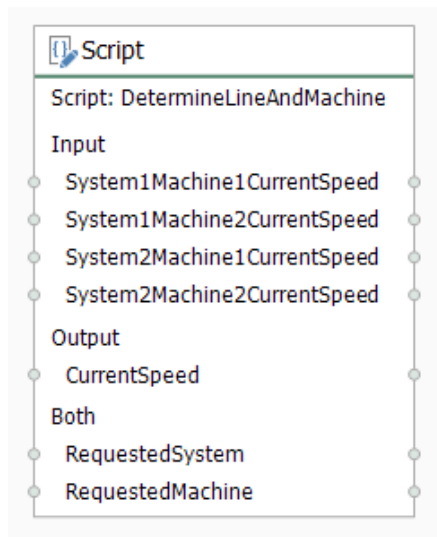 Script
Script: DetermineLineAndMachine
Input
System1Machine1CurrentSpeed
System1Machine2CurrentSpeed
System2Machine1CurrentSpeed
System2Machine2CurrentSpeed
Output
CurrentSpeed
Both
RequestedSystem
RequestedMachine